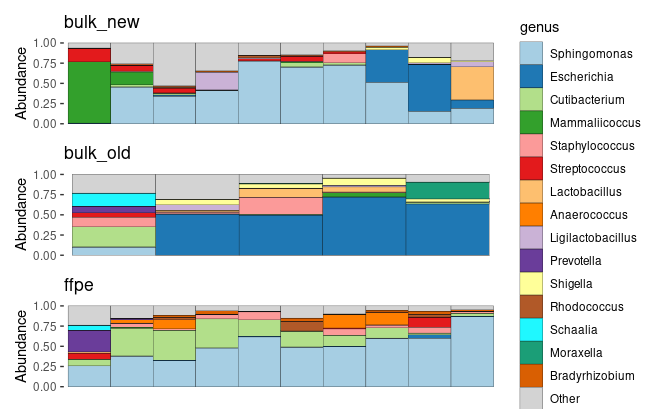 bulk_new
Abundance
1.00
0.75
0.50
0.25
0.00
bulk_old
Abundance
1.00
0.75
0.50
0.25
0.00
ffpe
Abundance
1.00
0.75
0.50
0.25
0.00
genus
Sphingomonas
Escherichia
Cutibacterium
Mammaliicoccus
Staphylococcus
Streptococcus
Lactobacillus
Anaerococcus
Ligilactobacillus
Prevotella
Shigella
Rhodococcus
Schaalia
Moraxella
Bradyrhizobium
Other